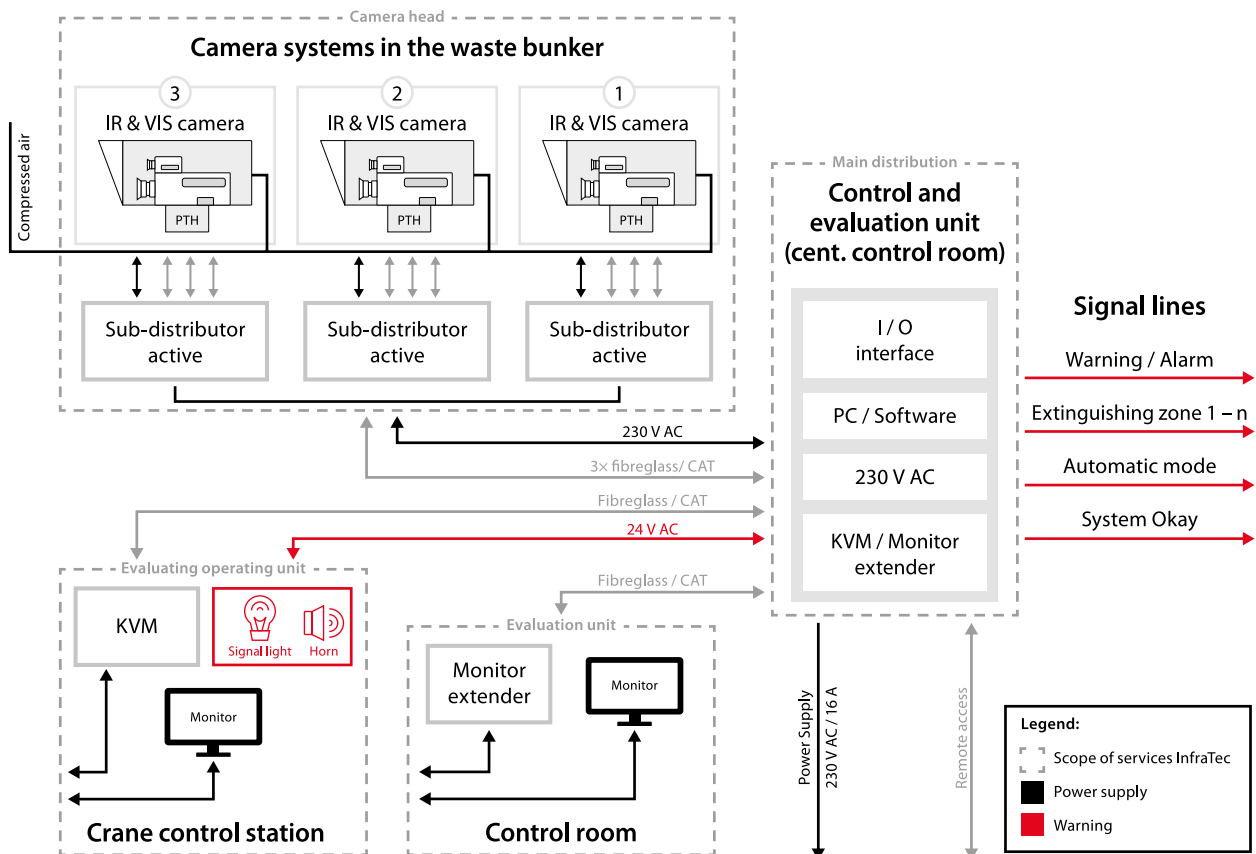 Camera head
Camera systems in the waste bunker
3
2
1
IR & VIS camera
IR & VIS camera
IR & VIS camera
PTH
PTH
PTH
Compressed air
Sub-distributor
active
Sub-distributor
active
Sub-distributor
active
Main distribution
Control and
evaluation unit
(cent. control room)
I / O
interface
PC / Software
230 V AC
KVM / Monitor
extender
Signal lines
Warning / Alarm
Extinguishing zone 1 – n
Automatic mode
System Okay
230 V AC
3× fibreglass/ CAT
Fibreglass / CAT
24 V AC
Fibreglass / CAT
Evaluating operating unit
KVM
Signal light
Horn
Monitor
Crane control station
Evaluation unit
Monitor
extender
Monitor
Control room
Power Supply
230 V AC / 16 A
Remote access
Legend:
Scope of services InfraTec
Power supply
Warning